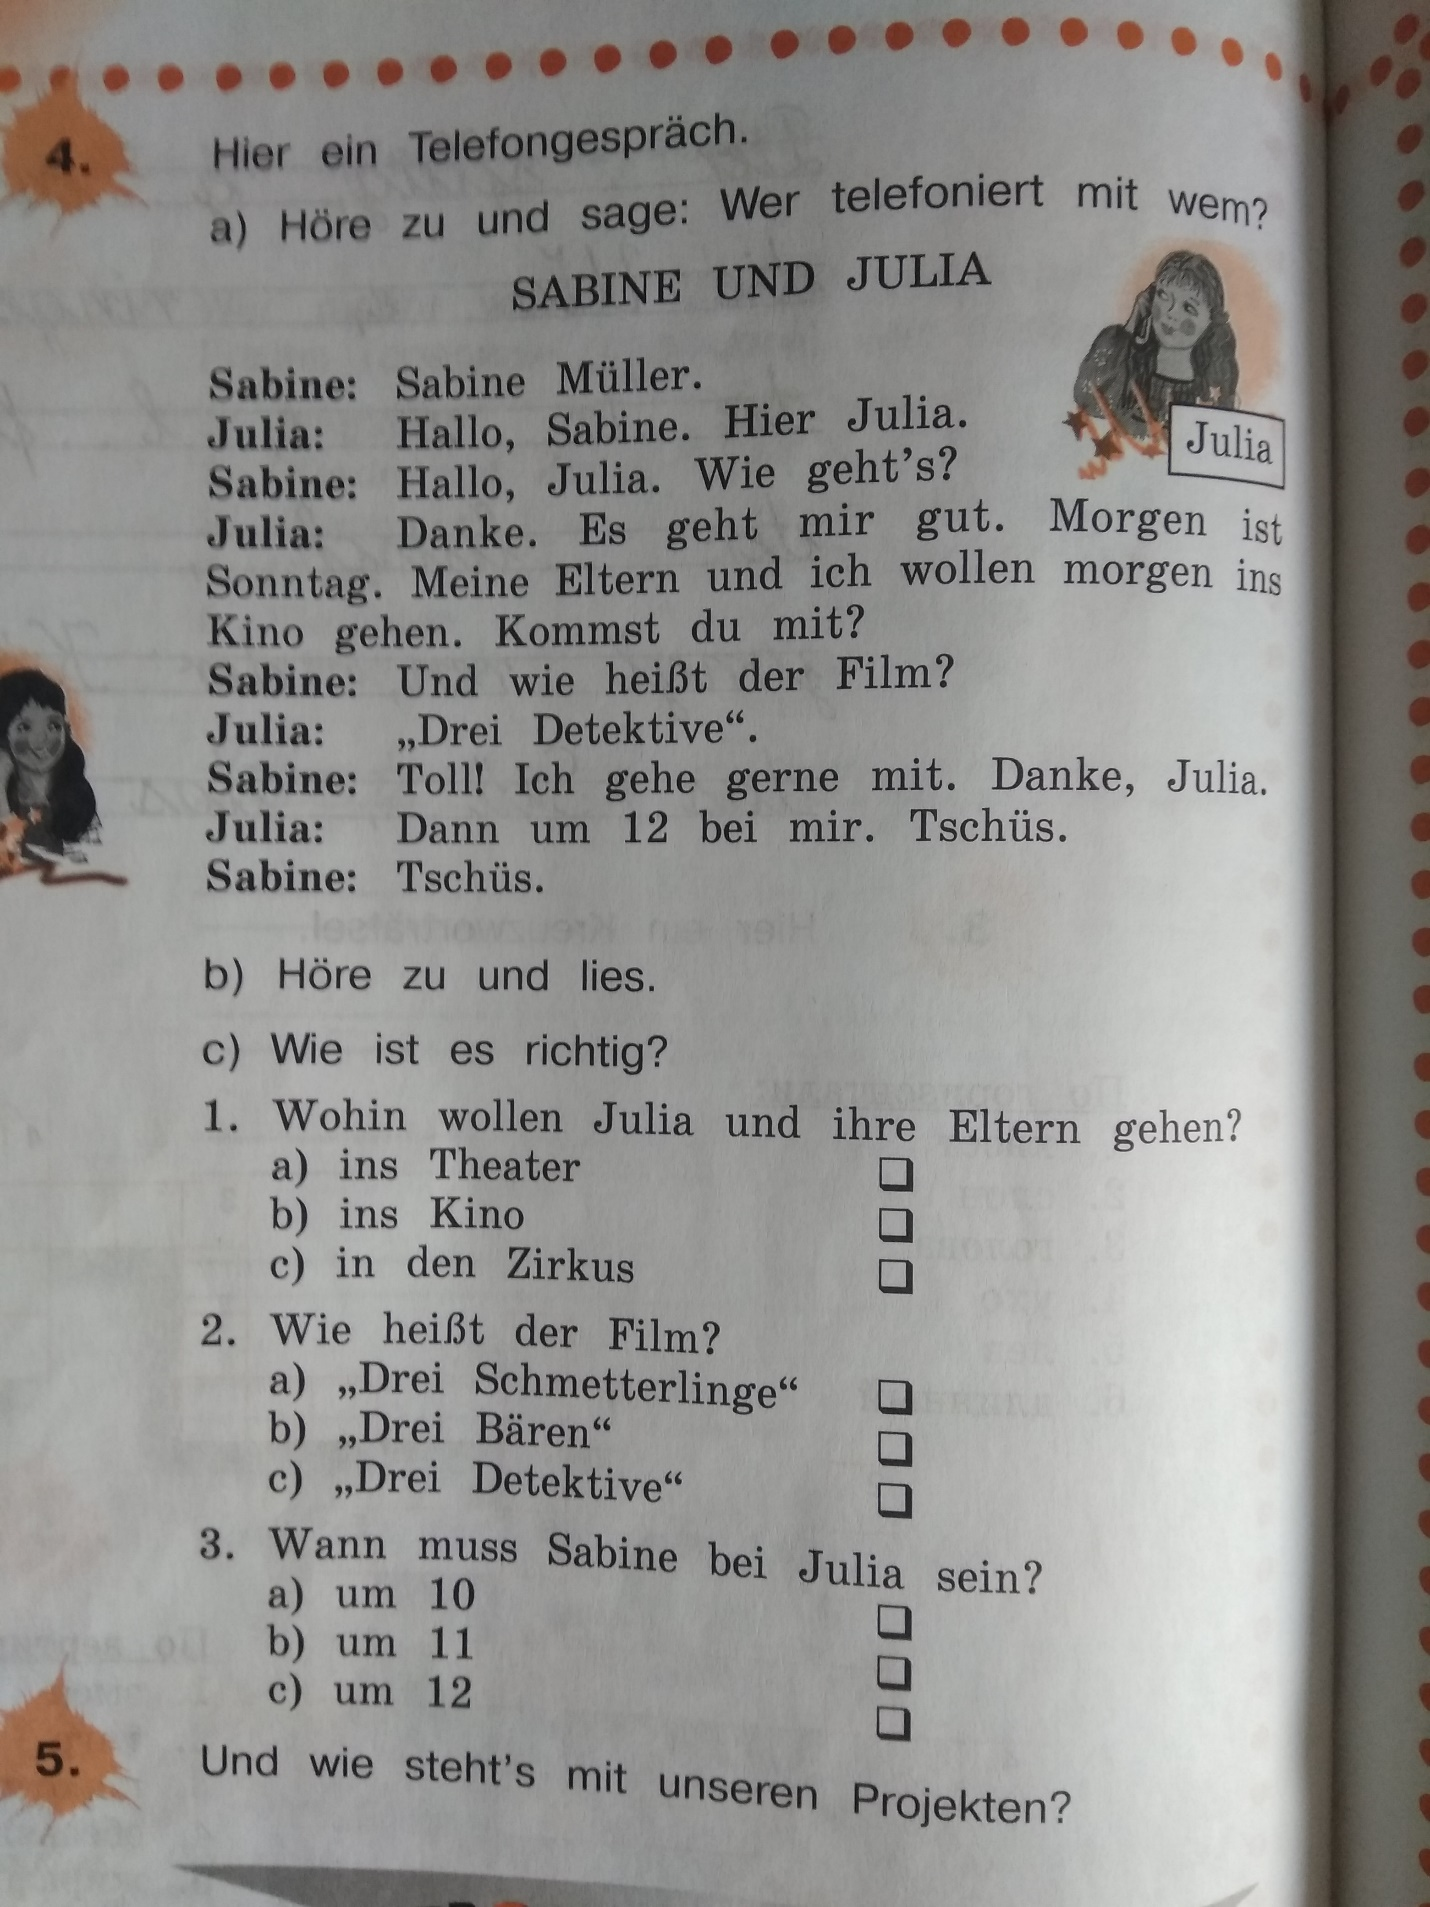 4. Hier ein Telefongespräch.
a) Höre zu und sage: Wer telefoniert mit wem?
SABINE UND JULIA
Julia
Sabine: Sabine Müller.
Julia: Hallo, Sabine. Hier Julia.
Sabine: Hallo, Julia. Wie geht's?
Julia: Danke. Es geht mir gut. Morgen ist
Sonntag. Meine Eltern und ich wollen morgen ins
Kino gehen. Kommst du mit?
Sabine: Und wie heißt der Film?
Julia: „Drei Detektive“.
Sabine: Toll! Ich gehe gerne mit. Danke, Julia.
Julia: Dann um 12 bei mir. Tschüs.
Sabine: Tschüs.
b) Höre zu und lies.
c) Wie ist es richtig?
1. Wohin wollen Julia und ihre Eltern gehen?
a) ins Theater
b) ins Kino
c) in den Zirkus
2. Wie heißt der Film?
a) „Drei Schmetterlinge“
b) „Drei Bären“
c) „Drei Detektive“
3. Wann muss Sabine bei Julia sein?
a) um 10
b) um 11
c) um 12
5. Und wie steht's mit unseren Projekten?